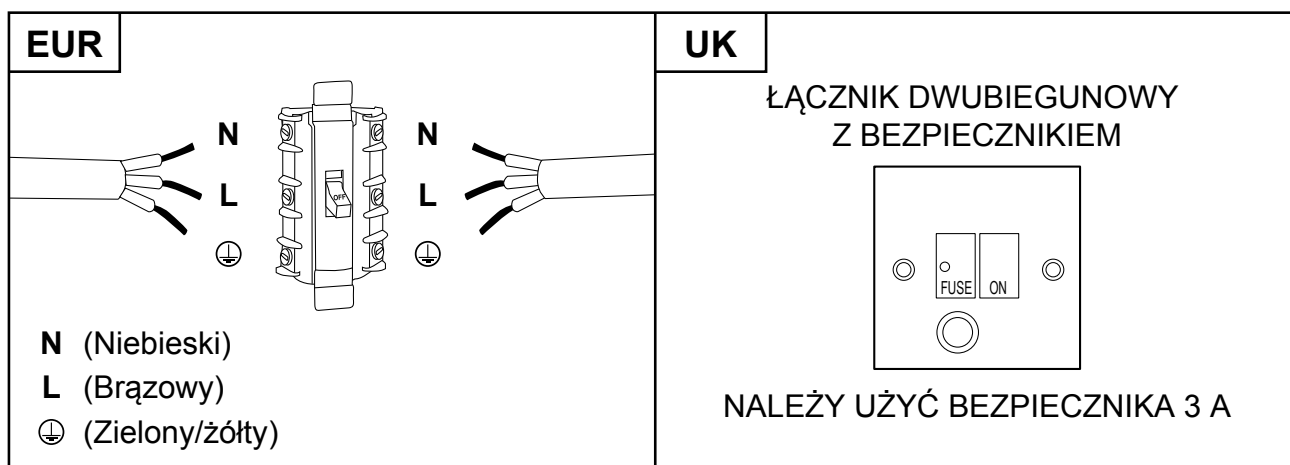 EUR
N
N
L
OFF
L
N (Niebieski)
L (Brązowy)
(Zielony/żółty)
UK
ŁĄCZNIK DWUBIEGUNOWY
Z BEZPIECZNIKIEM
FUSE
ON
NALEŻY UŻYĆ BEZPIECZNIKA 3 A